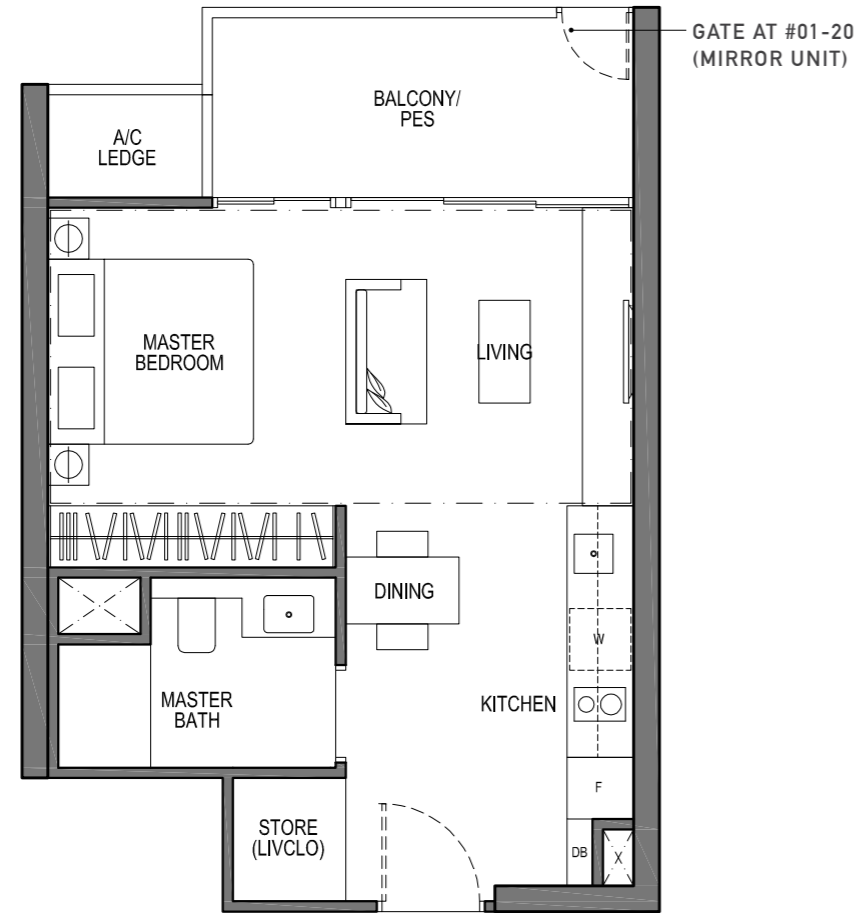 GATE AT #01-20
(MIRROR UNIT)
BALCONY/
PES
A/C
LEDGE
MASTER
BEDROOM
LIVING
DINING
W
MASTER
BATH
KITCHEN
F
STORE
(LIVCLO)
DB
X